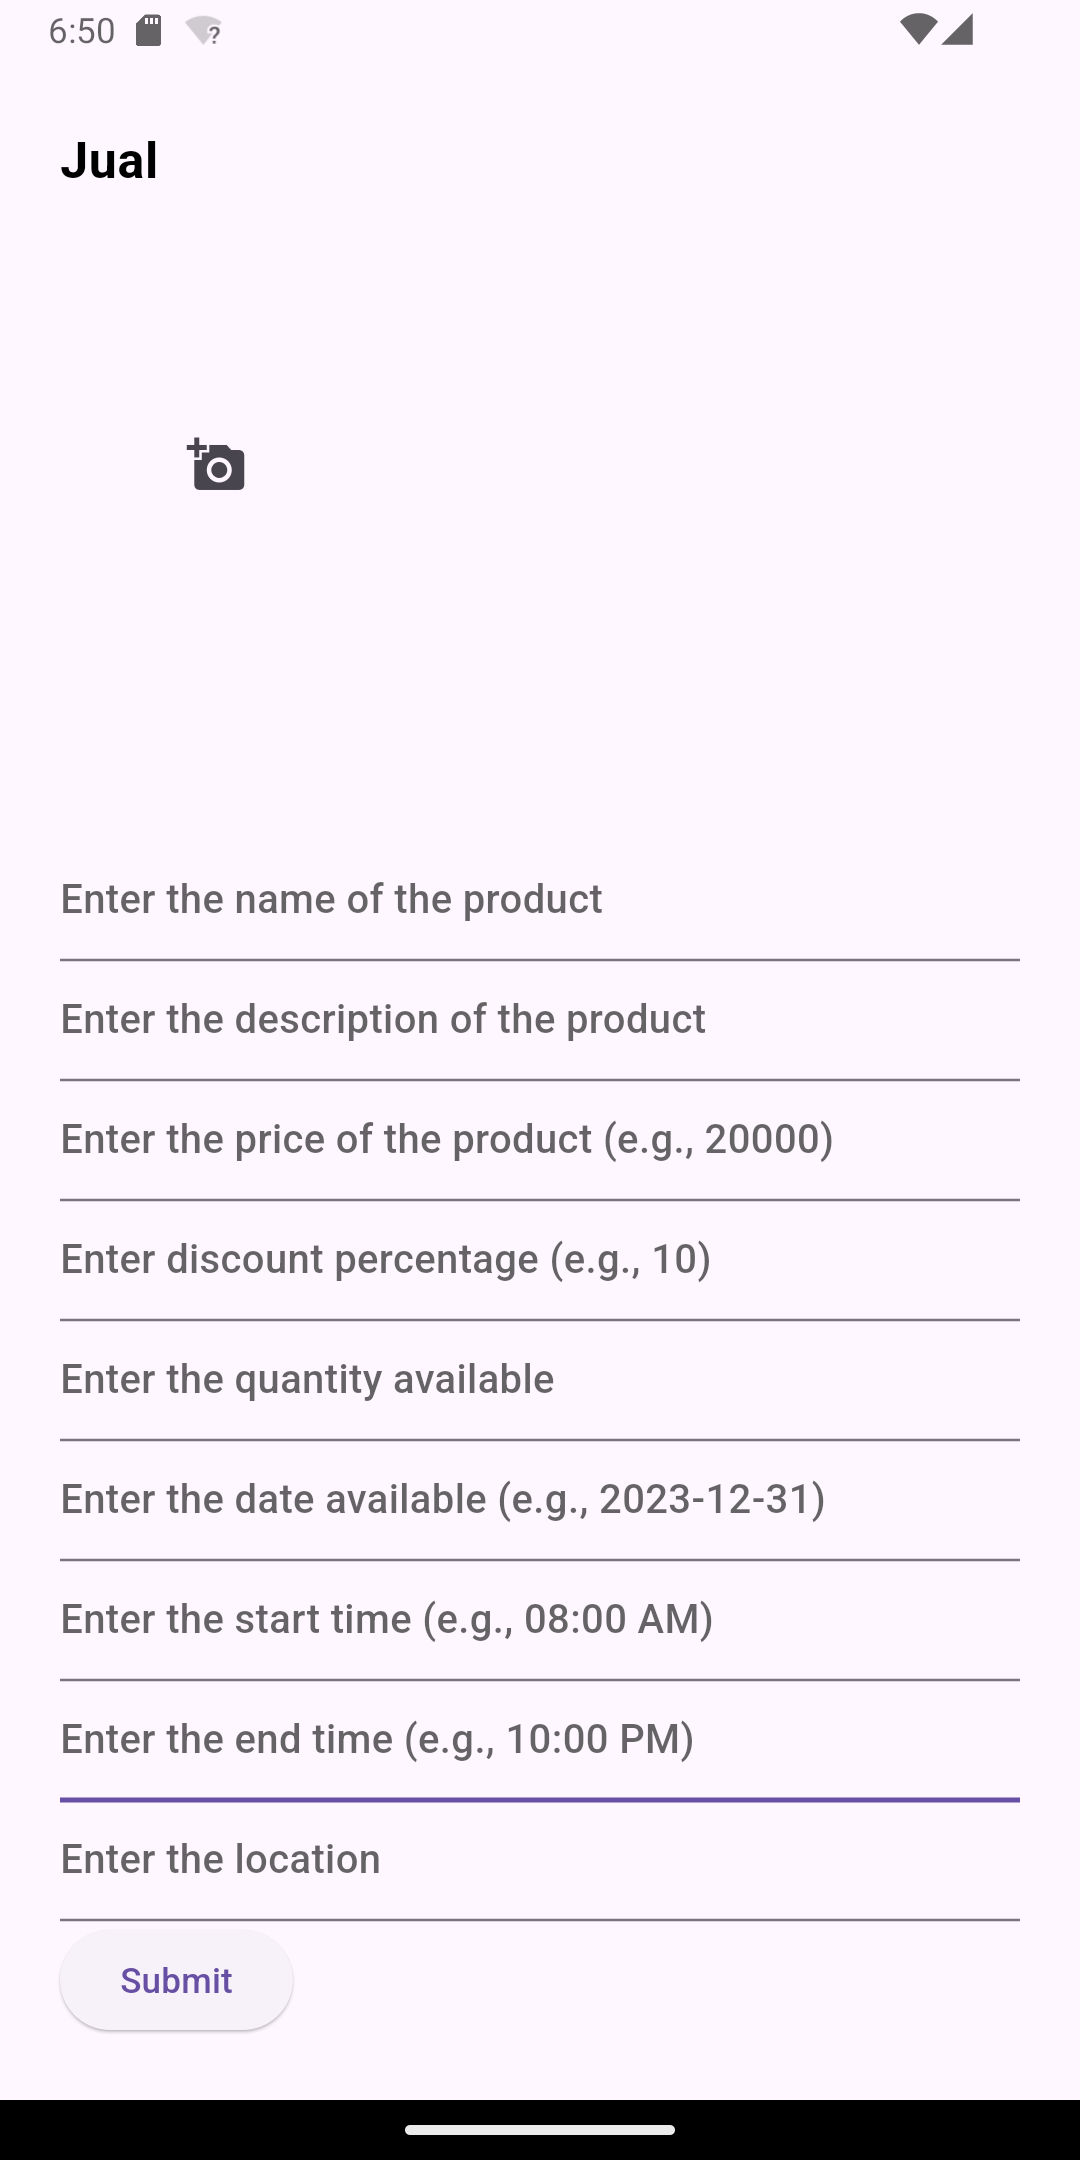 6:50
Jual
Enter the name of the product
Enter the description of the product
Enter the price of the product (e.g., 20000)
Enter discount percentage (e.g., 10)
Enter the quantity available
Enter the date available (e.g., 2023-12-31)
Enter the start time (e.g., 08:00 AM)
Enter the end time (e.g., 10:00 PM)
Enter the location
Submit